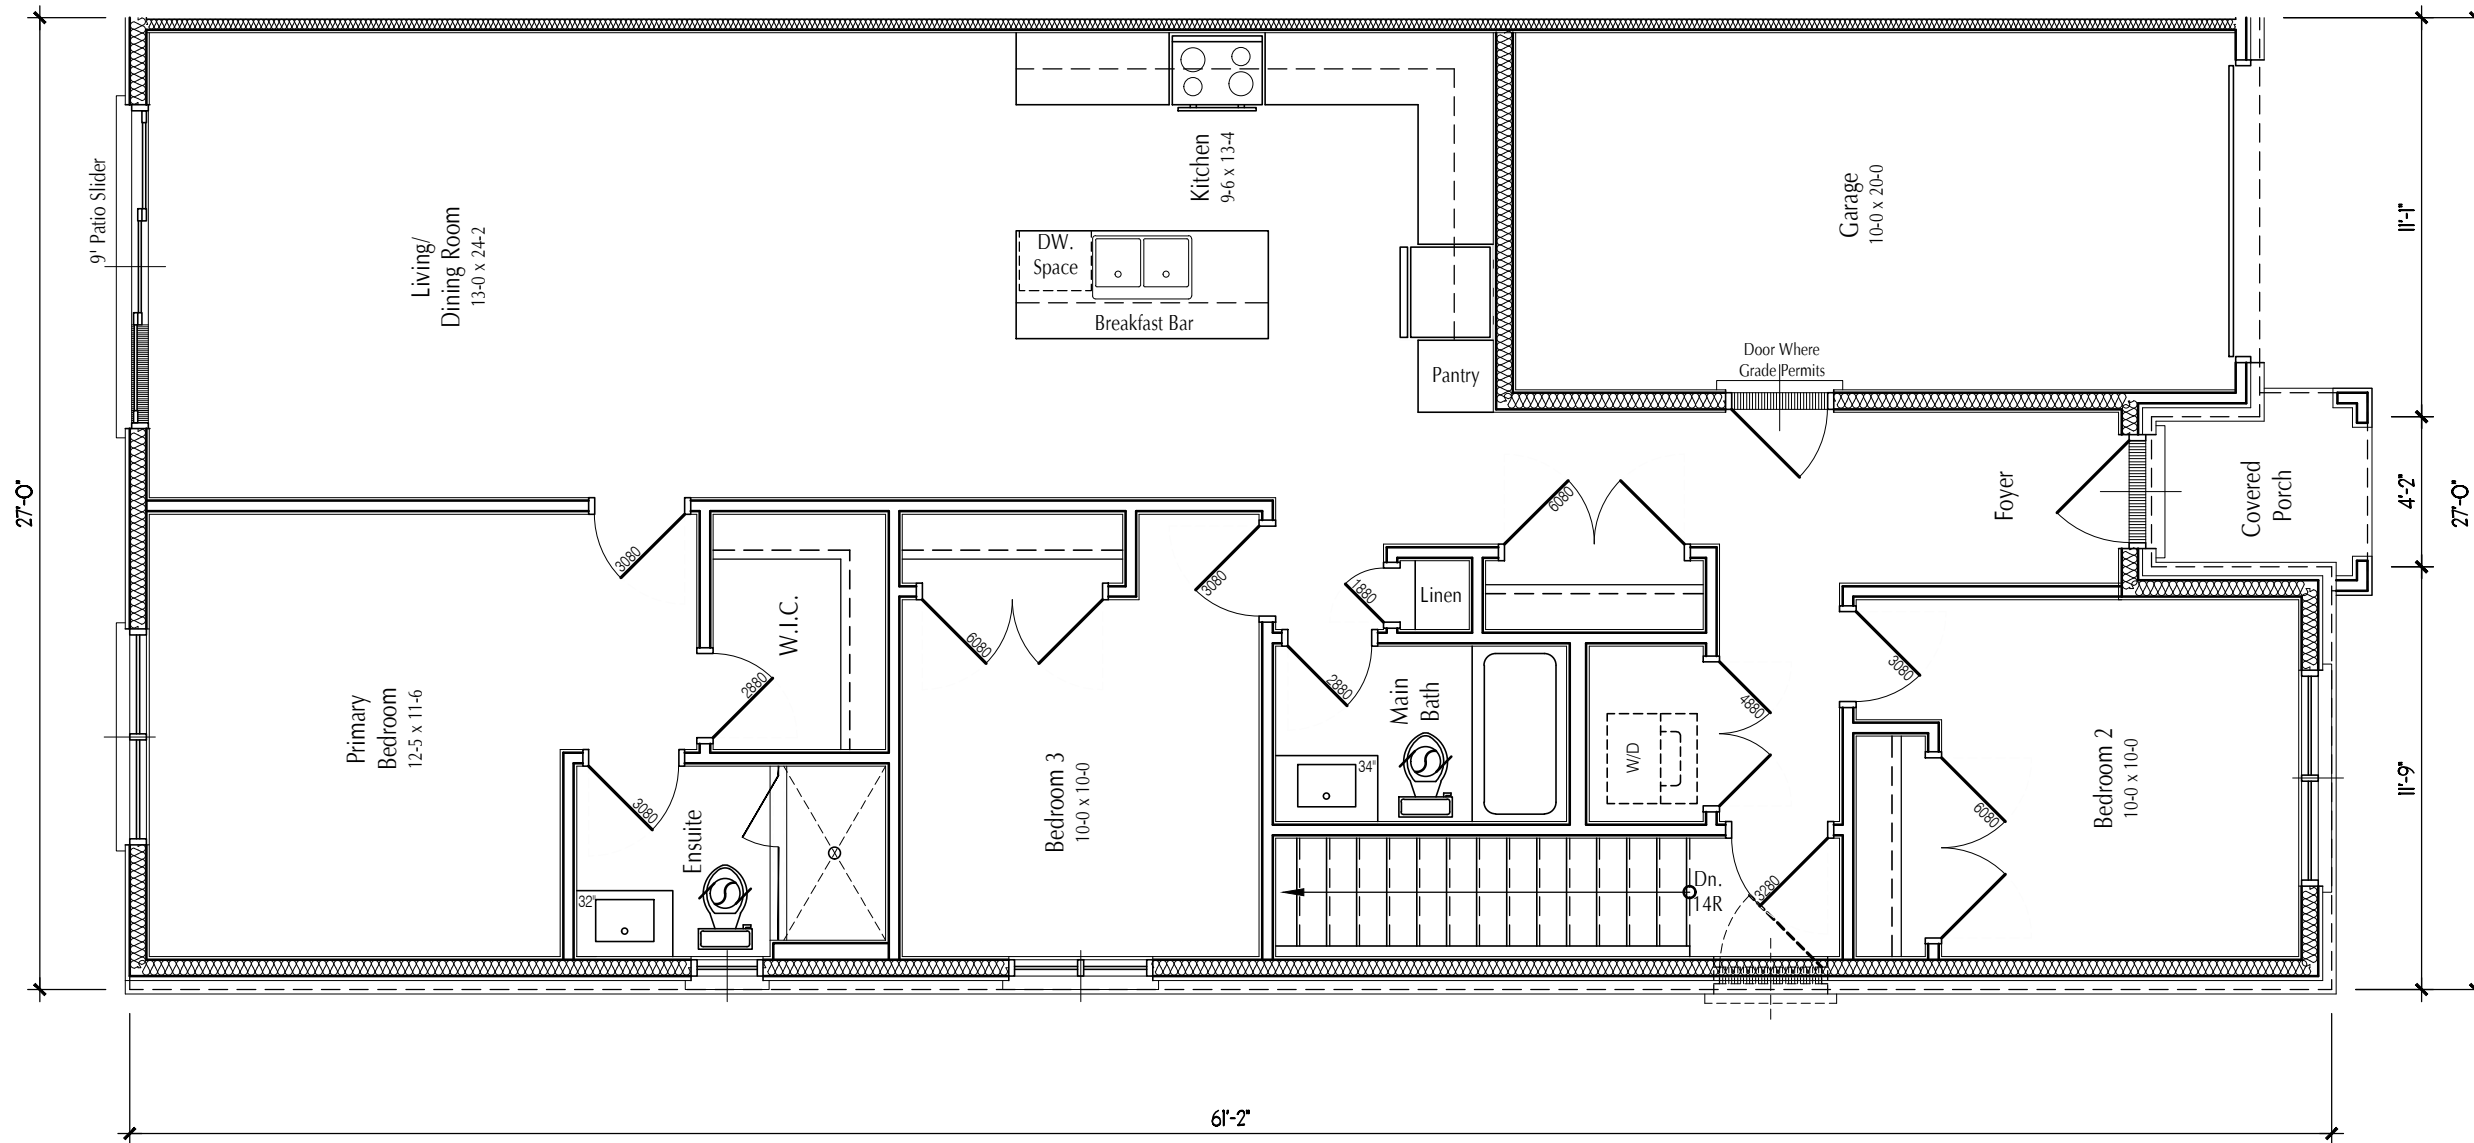 9' Patio Slider
Living/
Dining Room
13-0 x 24-2
Kitchen
9-6 x 13-4
DW.
Space
Breakfast Bar
Pantry
Garage
10-0 x 20-0
Door Where
Grade Permits
Foyer
Covered
Porch
27'-0"
11'-1"
4'-2"
11'-9"
27'-0"
3080
Primary
Bedroom
12-5 x 11-6
W.I.C.
2880
3080
Ensuite
32"
6080
3080
Bedroom 3
10-0 x 10-0
1880
Linen
6080
2880
Main
Bath
34"
W/D
4880
Dn.
14R
3280
3080
6080
Bedroom 2
10-0 x 10-0
61'-2"